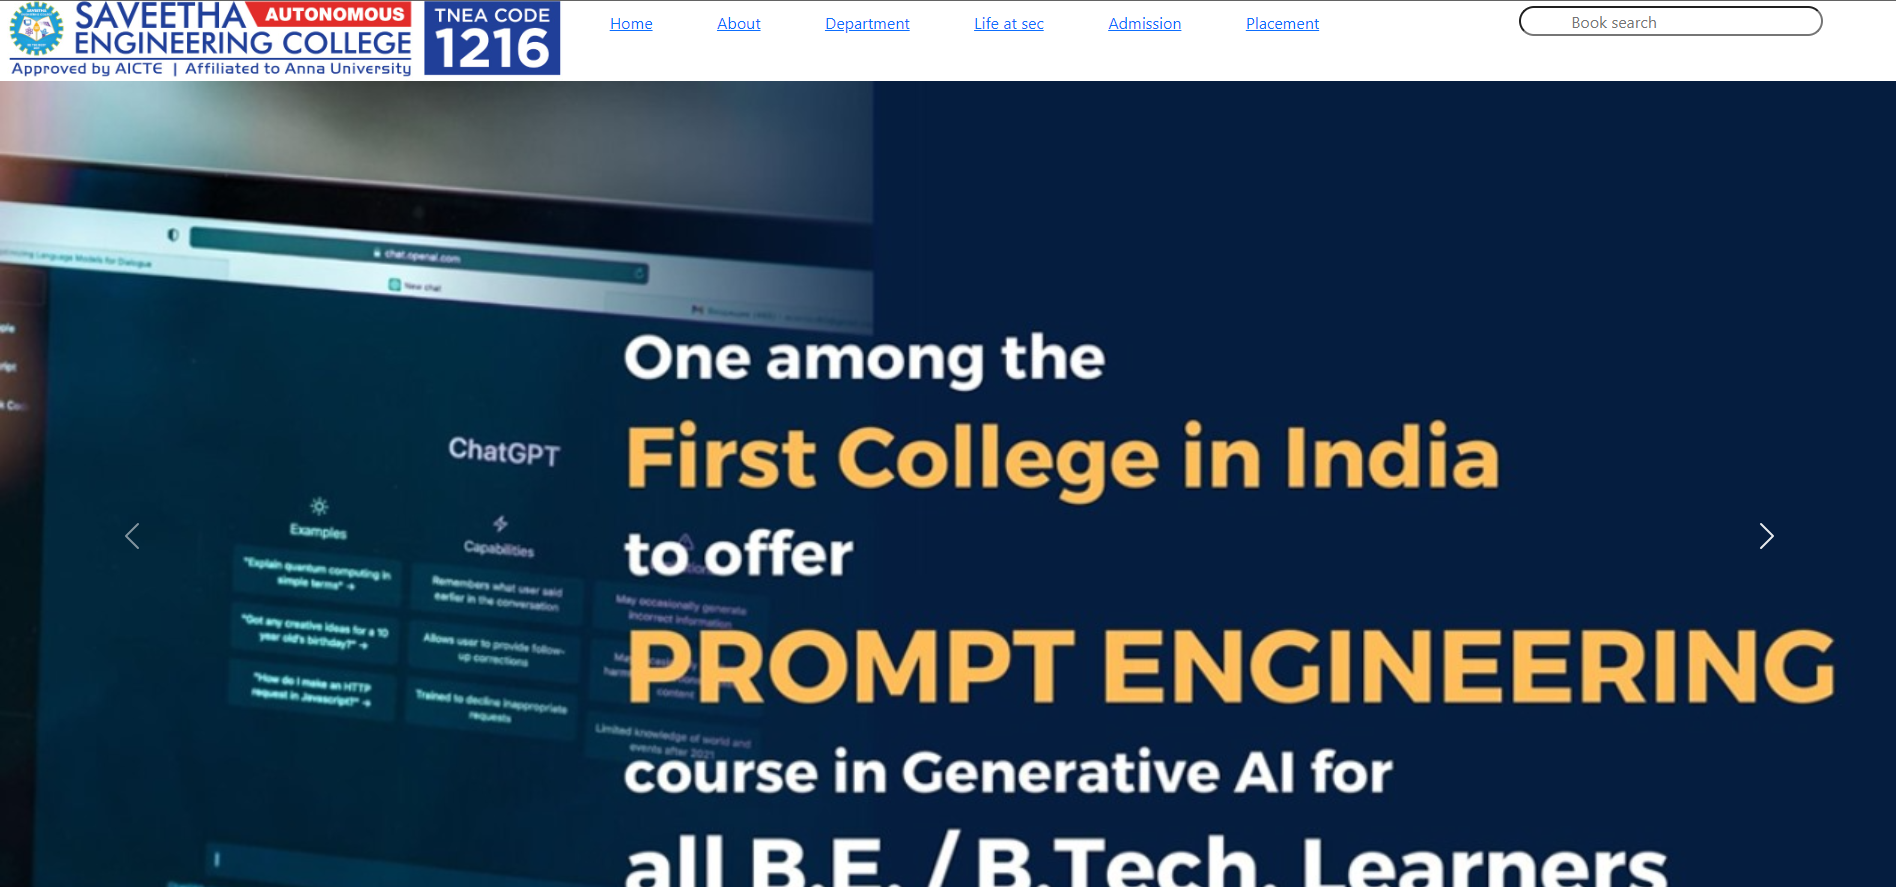 SAVEETHA AUTONOMOUS
ENGINEERING COLLEGE
Approved by AICTE | Affiliated to Anna University
TNEA CODE
1216
Home About Department Life at sec Admission Placement
Book search
chat.openai.com
Language Models for Dialogue
New chat
ChatGPT
Examples
"Explain quantum computing in
simple terms" →
"Got any creative ideas for a 10
year old's birthday?" →
"How do I make an HTTP
request in Javascript?" →
Capabilities
Remembers what user said
earlier in the conversation
Allows user to provide follow-
up corrections
Trained to decline inappropriate
requests
May occasionally generate
incorrect information
content
Limited knowledge of world and
events after 2021
One among the
First College in India
to offer
PROMPT ENGINEERING
course in Generative AI for
all B.E. / B.Tech. Learners